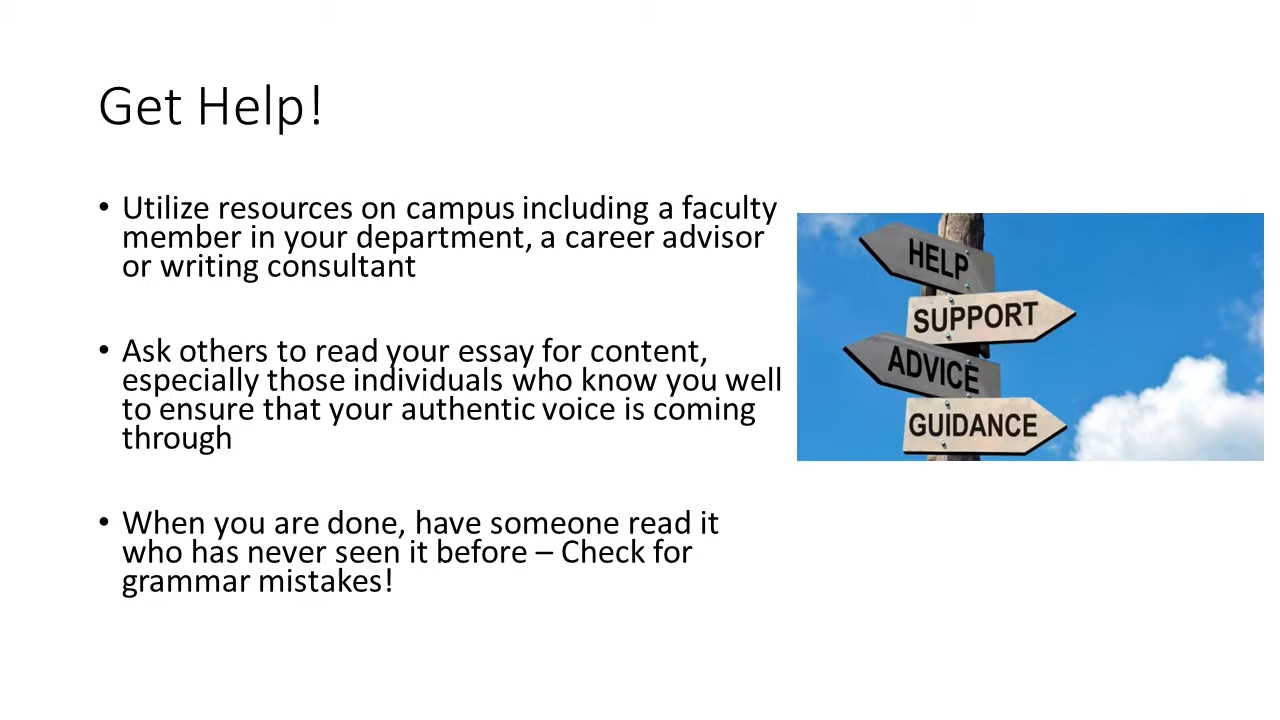 Get Help!
• Utilize resources on campus including a faculty
member in your department, a career advisor
or writing consultant
• Ask others to read your essay for content,
especially those individuals who know you well
to ensure that your authentic voice is coming
through
• When you are done, have someone read it
who has never seen it before – Check for
grammar mistakes!
HELP
SUPPORT
ADVICE
GUIDANCE